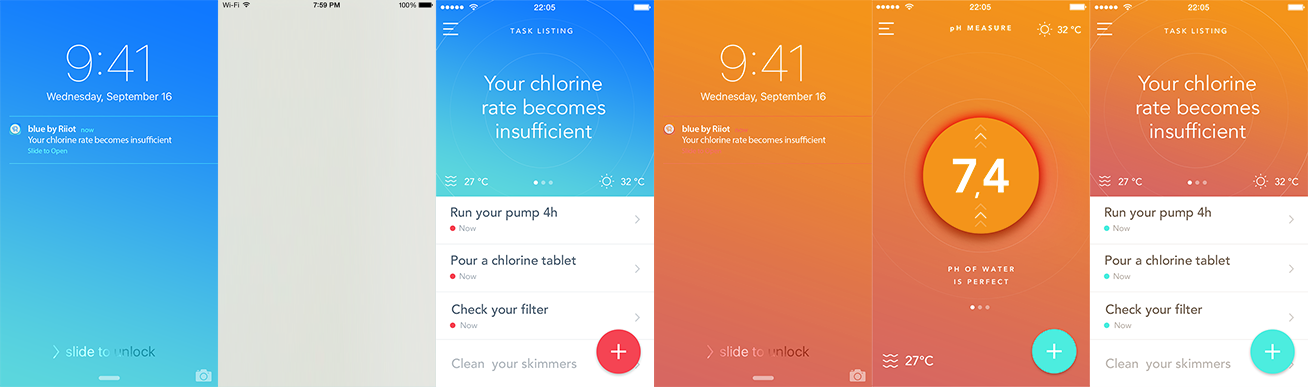 9:41
Wednesday, September 16
blue by Riiot now
Your chlorine rate becomes insufficient
Slide to Open
slide to unlock
Wi-Fi 7:59 PM 100%
22:05
TASK LISTING
Your chlorine
rate becomes
insufficient
27 °C 32 °C
Run your pump 4h
Now
Pour a chlorine tablet
Now
Check your filter
Now
Clean your skimmers
+
9:41
Wednesday, September 16
blue by Riiot now
Your chlorine rate becomes insufficient
slide to unlock
22:05
pH MEASURE 32 °C
7,4
PH OF WATER
IS PERFECT
27°C
+
22:05
TASK LISTING
Your chlorine
rate becomes
insufficient
27 °C 32 °C
Run your pump 4h
Now
Pour a chlorine tablet
Now
Check your filter
Now
Clean your skimmers
+